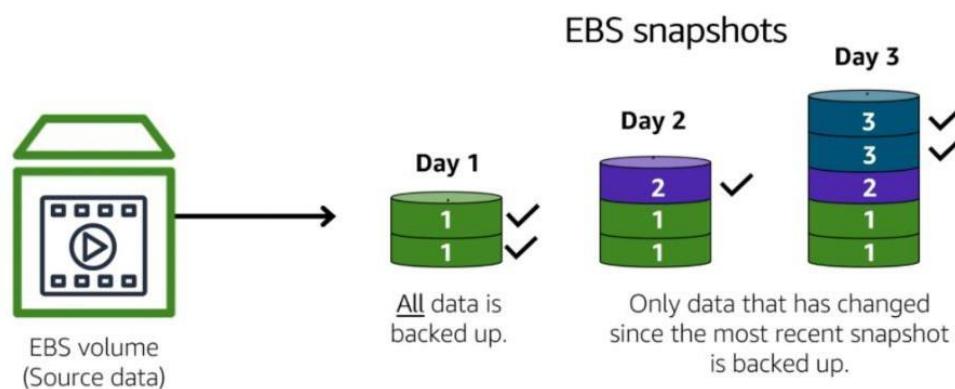 EBS snapshots
Day 1
1
1
All data is
backed up.
Day 2
2
1
1
Day 3
3
3
2
1
1
Only data that has changed
since the most recent snapshot
is backed up.
EBS volume
(Source data)